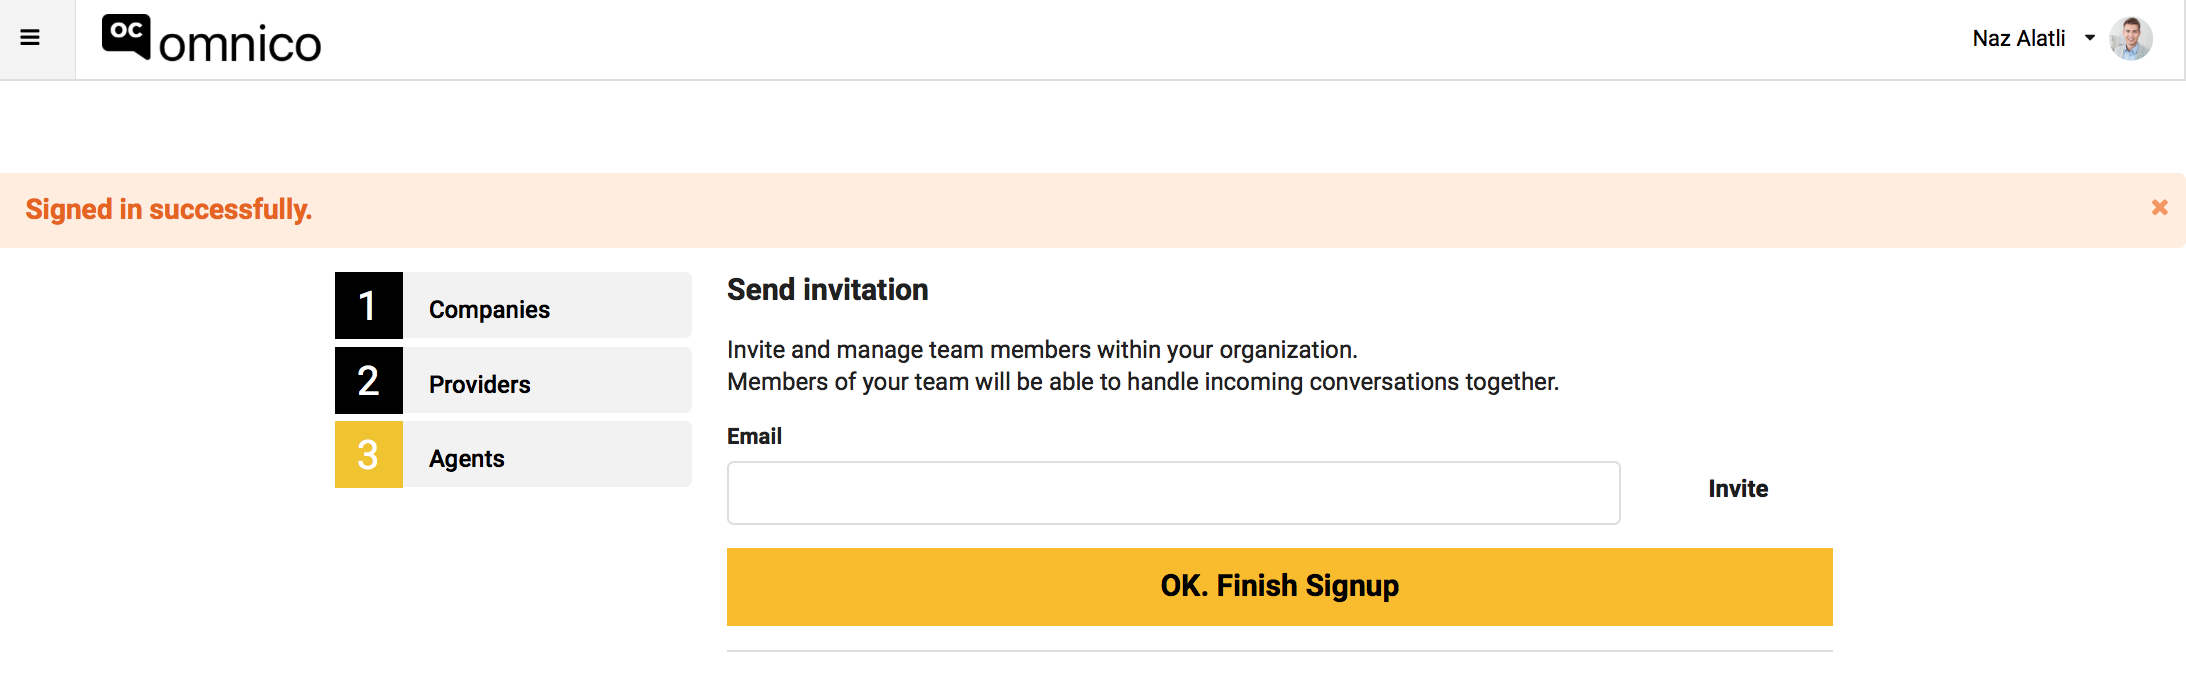 OC
omnico
Naz Alatli
Signed in successfully.
1 Companies
2 Providers
3 Agents
Send invitation
Invite and manage team members within your organization.
Members of your team will be able to handle incoming conversations together.
Email
Invite
OK. Finish Signup